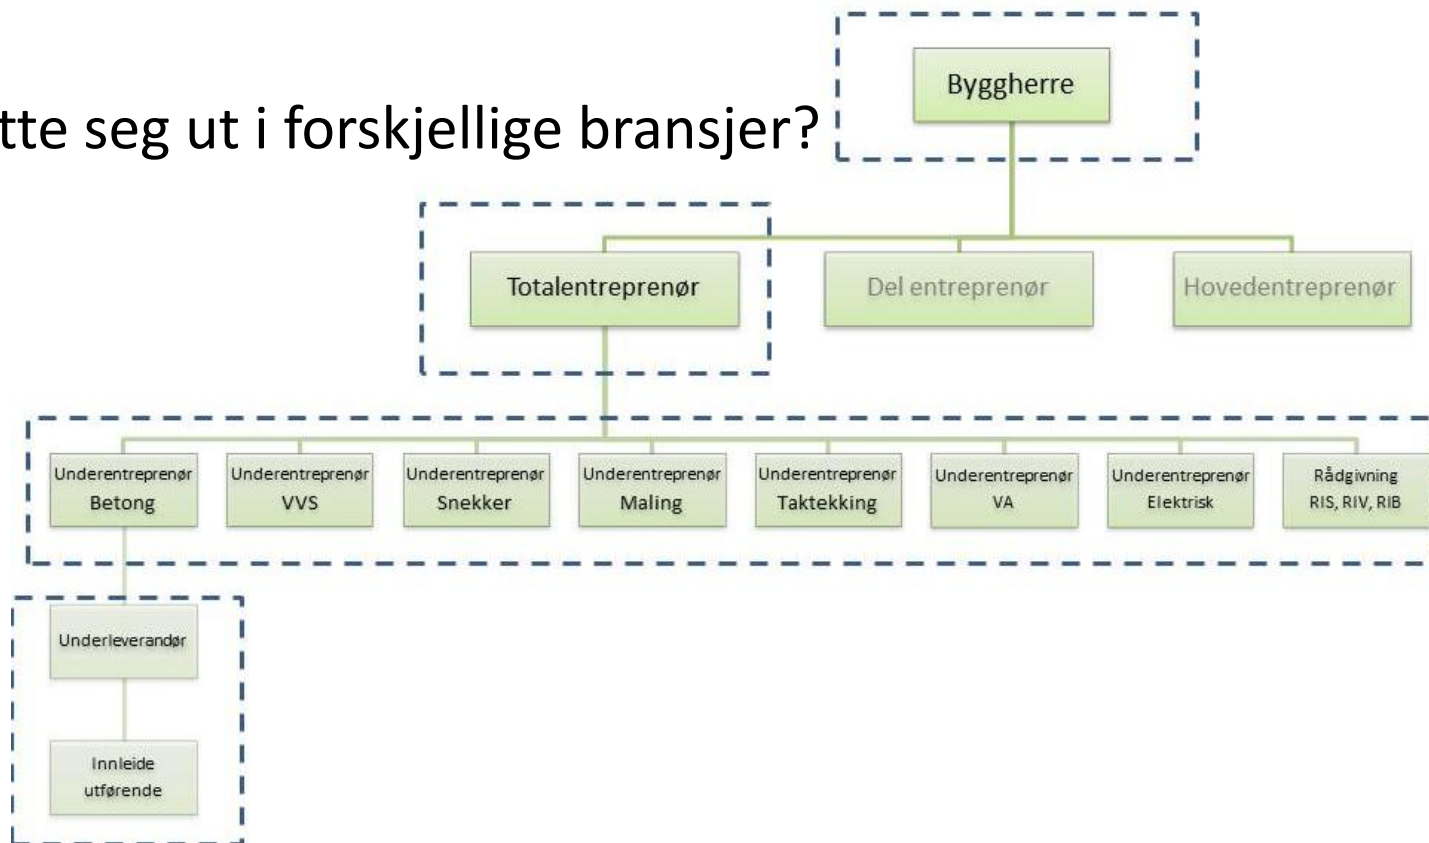 Byggherre
tte seg ut i forskjellige bransjer?
Totalentreprenør
Del entreprenør
Hovedentreprenør
Underentreprenør
Betong
Underentreprenør
VVS
Underentreprenør
Snekker
Underentreprenør
Maling
Underentreprenør
Taktekking
Underentreprenør
VA
Underentreprenør
Elektrisk
Rådgivning
RIS, RIV, RIB
Underleverandør
Innleide
utførende